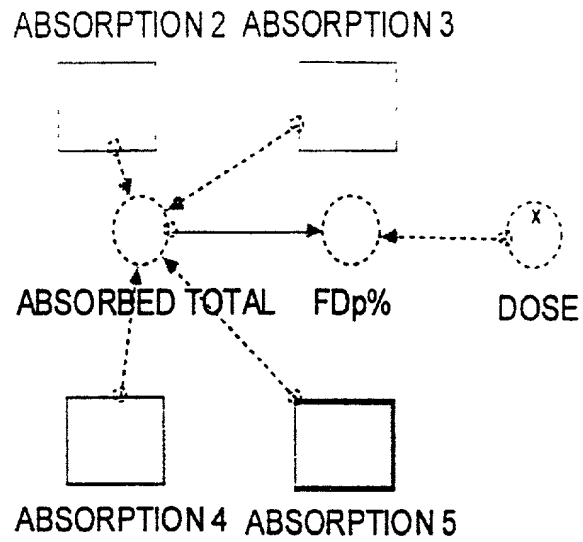 ABSORPTION 2 ABSORPTION 3
x
ABSORBED TOTAL FDp% DOSE
ABSORPTION 4 ABSORPTION 5